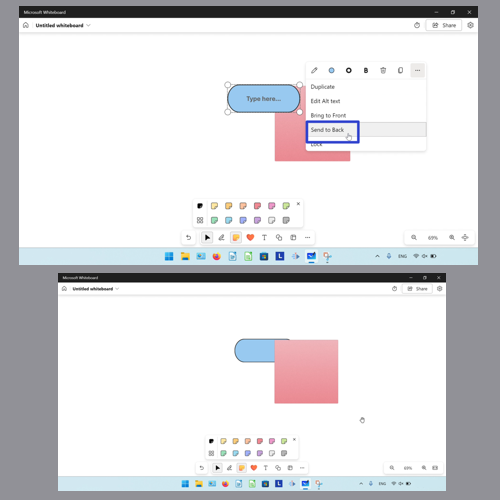 Microsoft Whiteboard
Untitled whiteboard
Share
Type here...
B
Duplicate
Edit Alt text
Bring to Front
Send to Back
Lock
T
69%
L
ENG
Microsoft Whiteboard
Untitled whiteboard
Share
T
69%
L
ENG